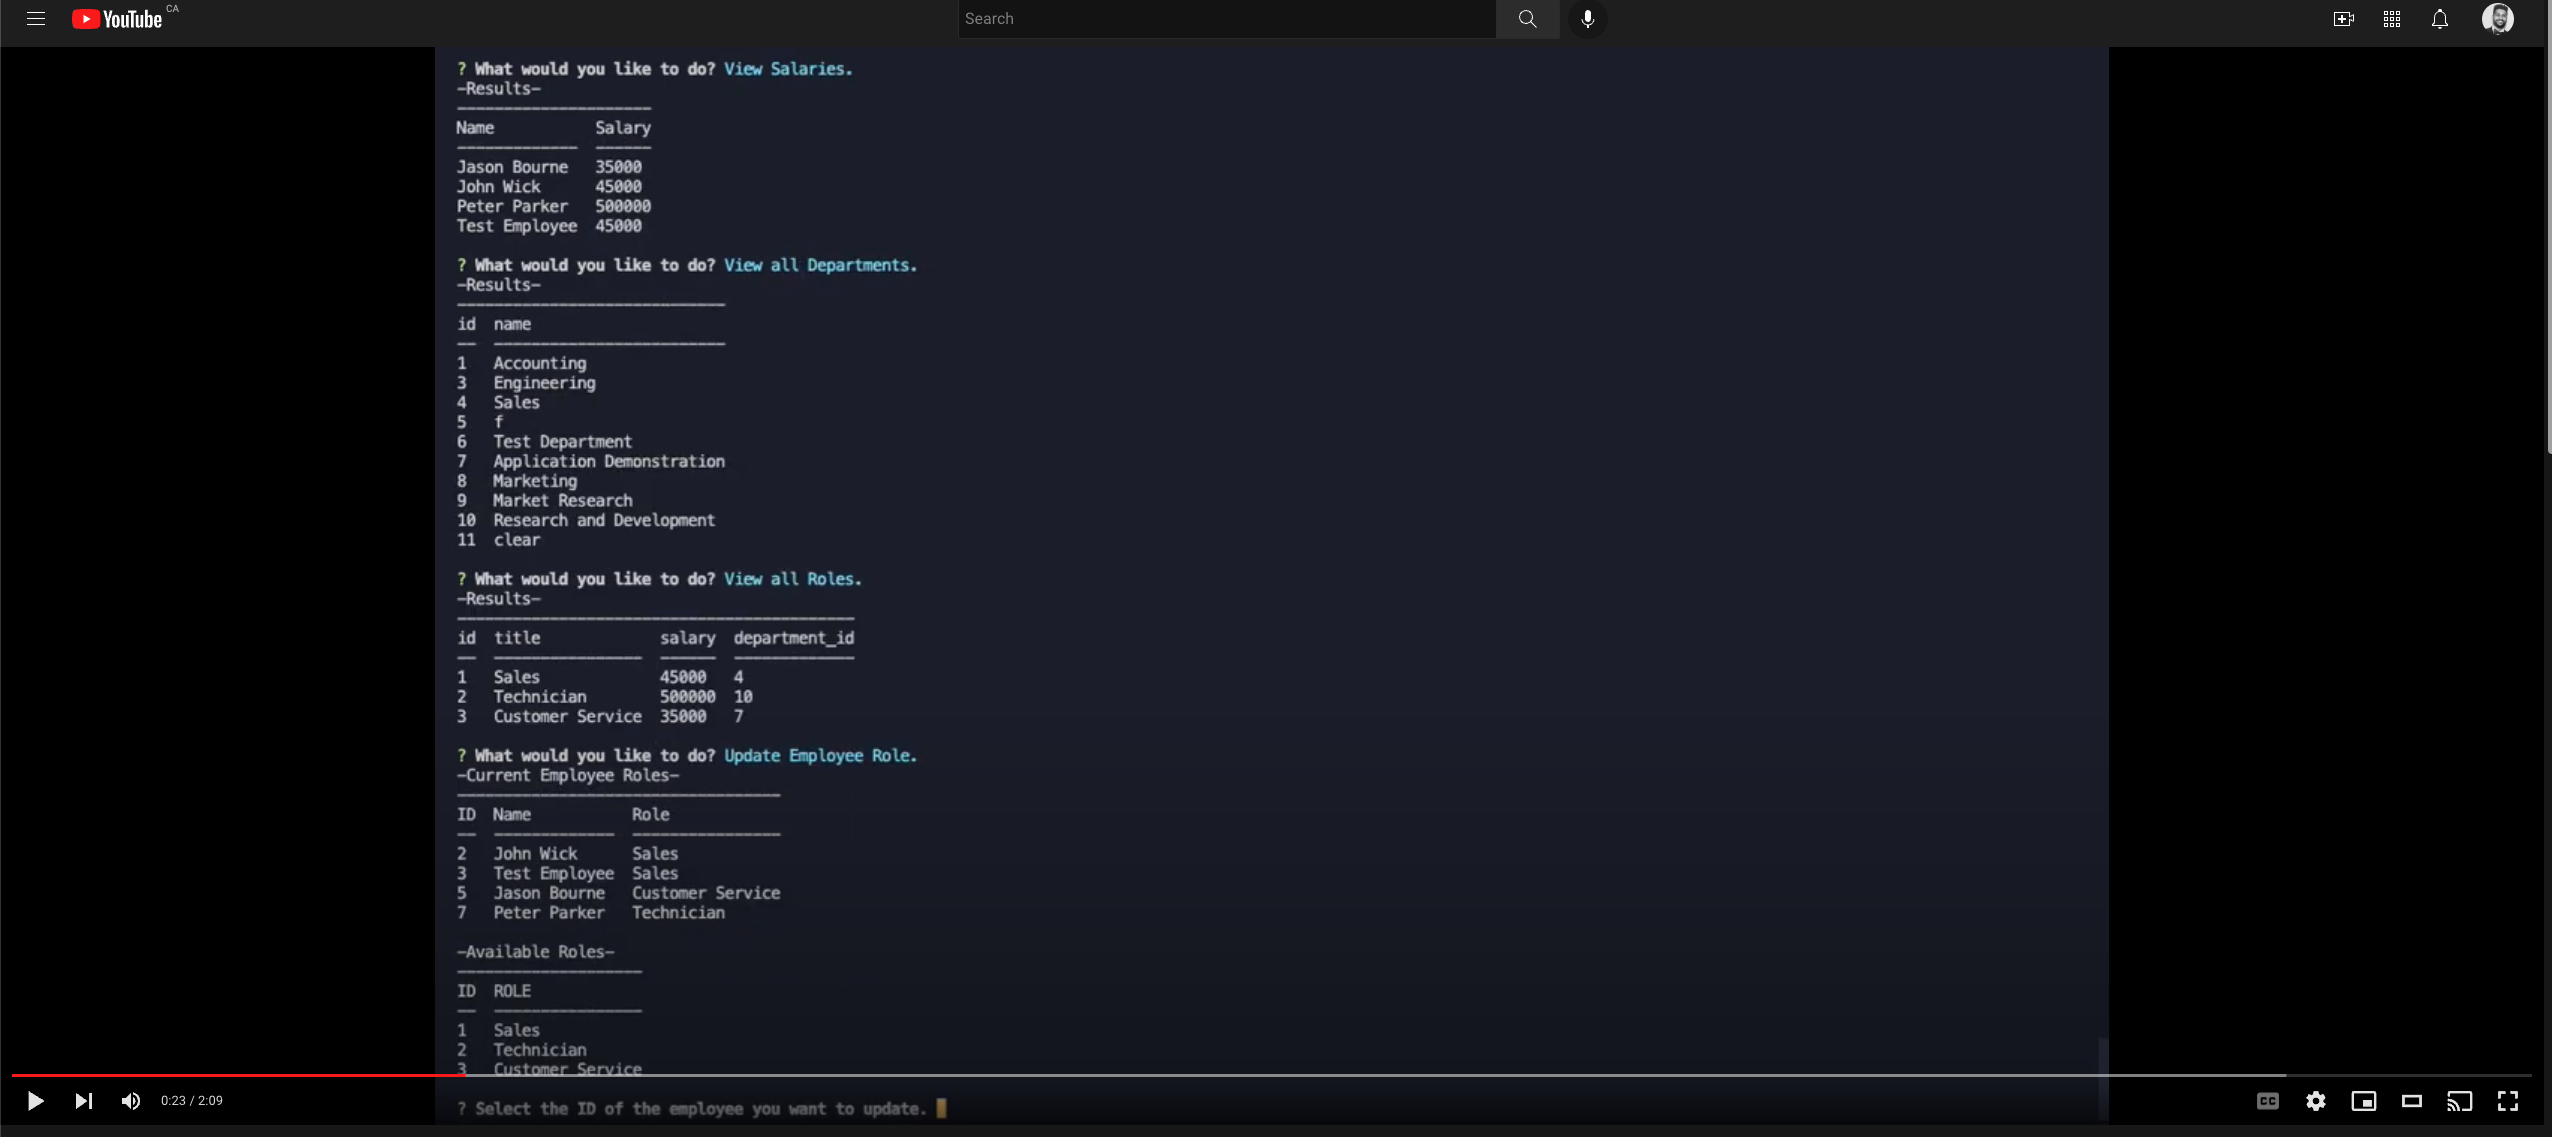 YouTube CA
Search
? What would you like to do? View Salaries.
-Results-
Name Salary
Jason Bourne 35000
John Wick 45000
Peter Parker 500000
Test Employee 45000
? What would you like to do? View all Departments.
-Results-
id name
1 Accounting
3 Engineering
4 Sales
5 f
6 Test Department
7 Application Demonstration
8 Marketing
9 Market Research
10 Research and Development
11 clear
? What would you like to do? View all Roles.
-Results-
id title salary department_id
1 Sales 45000 4
2 Technician 500000 10
3 Customer Service 35000 7
? What would you like to do? Update Employee Role.
-Current Employee Roles-
ID Name Role
2 John Wick Sales
3 Test Employee Sales
5 Jason Bourne Customer Service
7 Peter Parker Technician
-Available Roles-
ID ROLE
1 Sales
2 Technician
3 Customer Service
? Select the ID of the employee you want to update.
0:23 / 2:09
CC